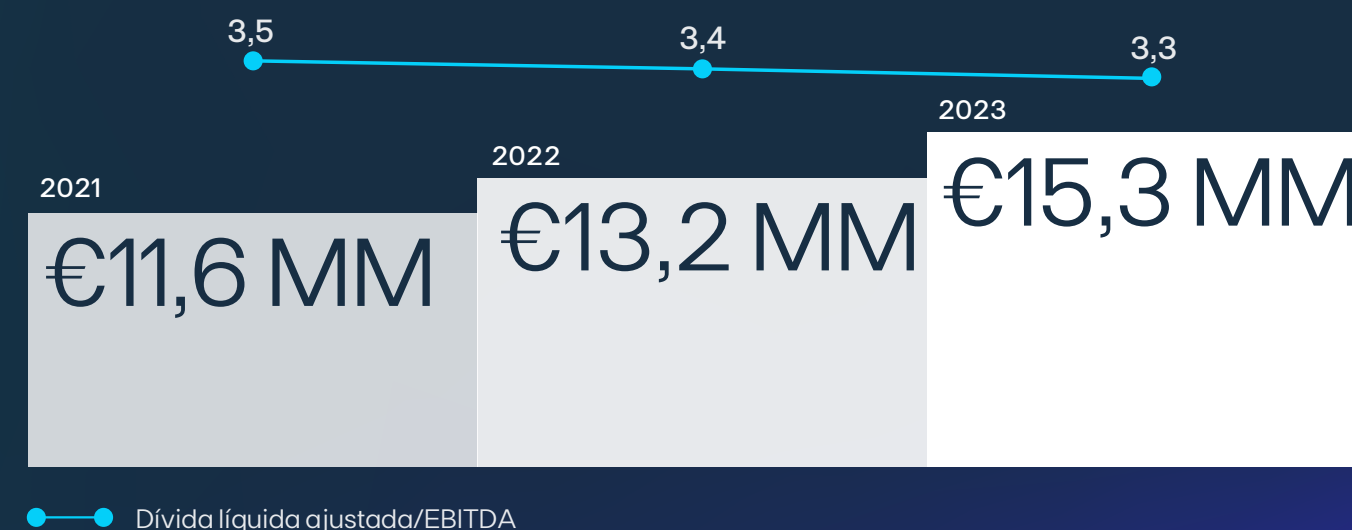 3,5
3,4
3,3
2021
2022
2023
€11,6 MM
€13,2 MM
€15,3 MM
Dívida líquida ajustada/EBITDA